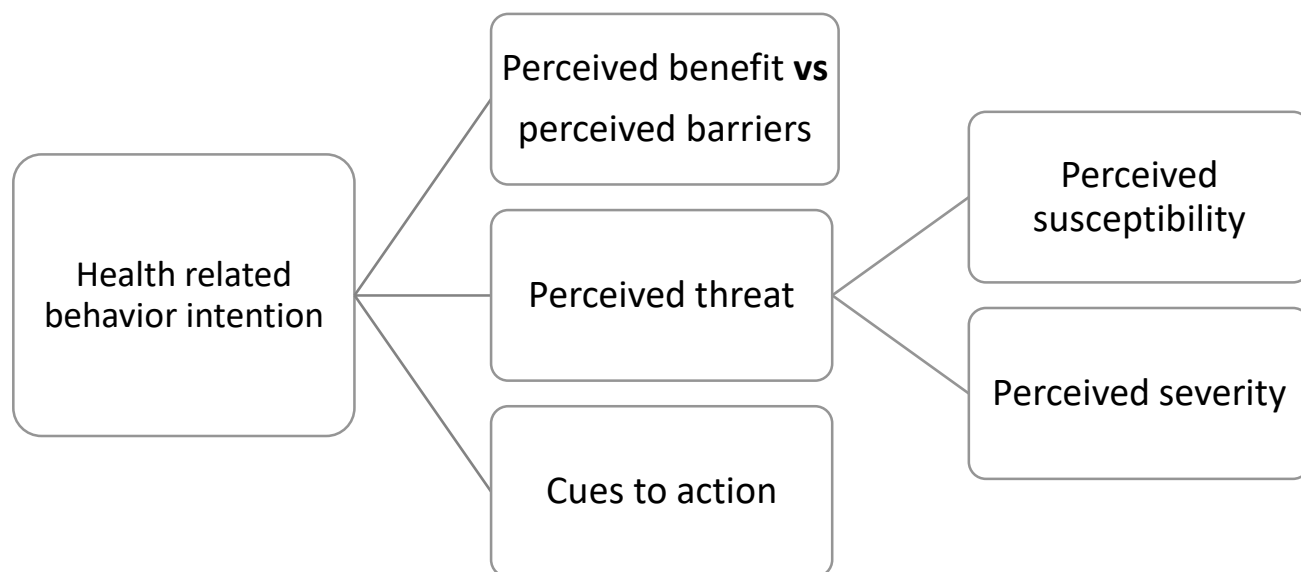 Health related
behavior intention
Perceived benefit vs
perceived barriers
Perceived threat
Cues to action
Perceived
susceptibility
Perceived severity